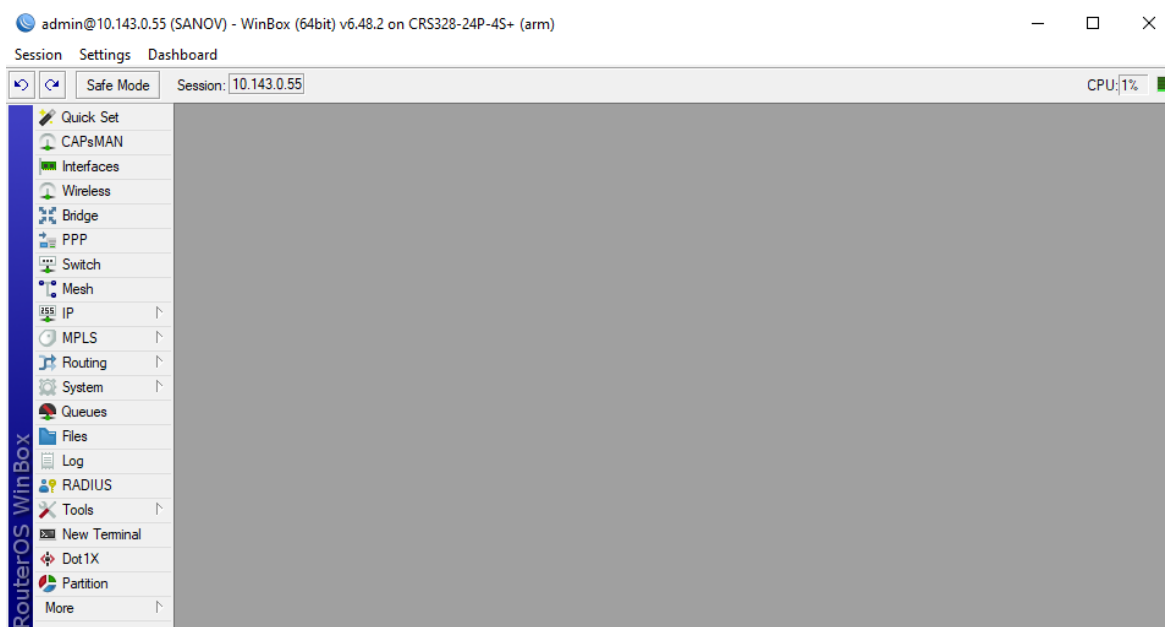 admin@10.143.0.55 (SANOV) - WinBox (64bit) v6.48.2 on CRS328-24P-4S+ (arm)
Session Settings Dashboard
Safe Mode Session: 10.143.0.55 CPU: 1%
Quick Set
CAPsMAN
Interfaces
Wireless
Bridge
PPP
Switch
Mesh
255 IP
MPLS
Routing
System
Queues
Files
Log
RADIUS
Tools
New Terminal
Dot1X
Partition
More
RouterOS WinBox